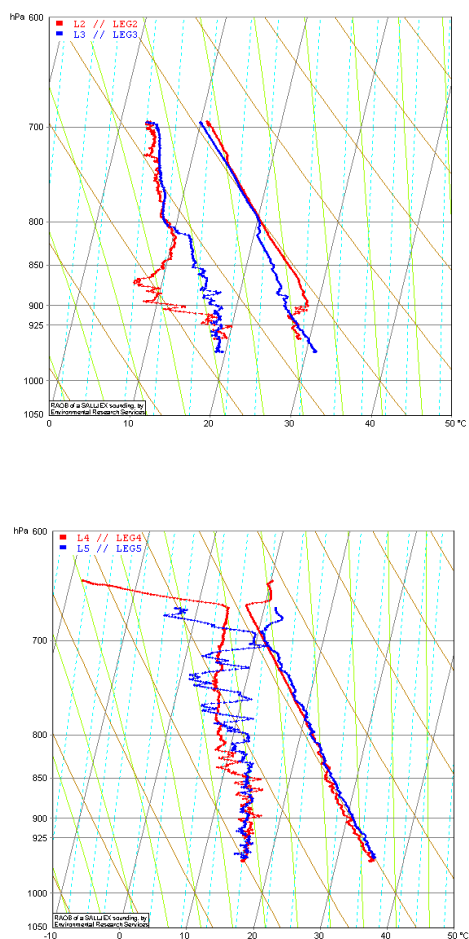 hPa
600
L2 // LEG2
L3 // LEG3
700
800
850
900
925
1000
1050
RAOB of a SALLJEX sounding, by
Environmental Research Services
0 10 20 30 40 50 °C
hPa
600
L4 // LEG4
L5 // LEG5
700
800
850
900
925
1000
1050
RAOB of a SALLJEX sounding, by
Environmental Research Services
-10 0 10 20 30 40 50 °C